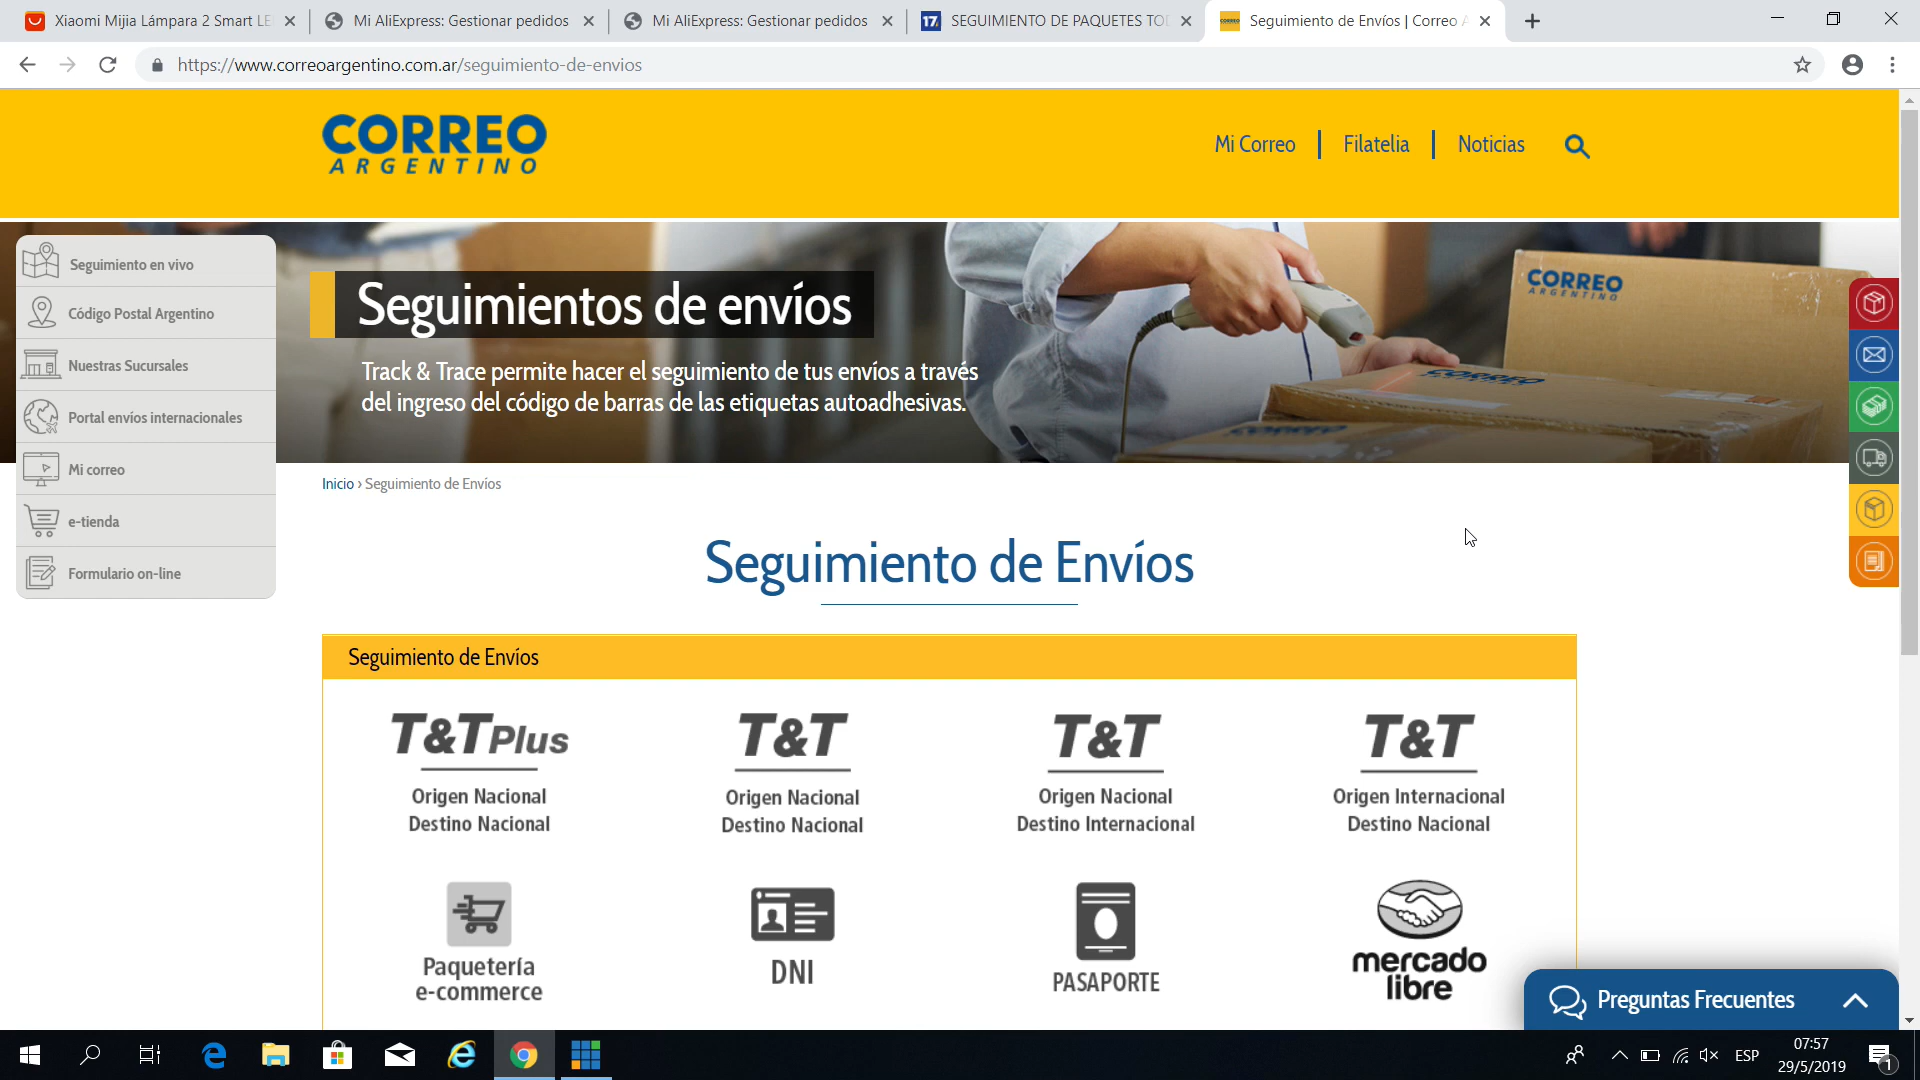 Xiaomi Mijia Lámpara 2 Smart LE
Mi AliExpress: Gestionar pedidos
Mi AliExpress: Gestionar pedidos
17
SEGUIMIENTO DE PAQUETES TOD
Seguimiento de Envíos | Correo A
https://www.correoargentino.com.ar/seguimiento-de-envios
CORREO
ARGENTINO
Mi Correo
Filatelia
Noticias
Seguimiento en vivo
Código Postal Argentino
Nuestras Sucursales
Portal envíos internacionales
Mi correo
e-tienda
Formulario on-line
Seguimientos de envíos
Track & Trace permite hacer el seguimiento de tus envíos a través
del ingreso del código de barras de las etiquetas autoadhesivas.
CORREO
ARGENTINO
CORREO
Inicio › Seguimiento de Envíos
Seguimiento de Envíos
Seguimiento de Envíos
T&T Plus
Origen Nacional
Destino Nacional
T&T
Origen Nacional
Destino Nacional
T&T
Origen Nacional
Destino Internacional
T&T
Origen Internacional
Destino Nacional
Paquetería
e-commerce
DNI
PASAPORTE
mercado
libre
Preguntas Frecuentes
ESP
07:57
29/5/2019
1